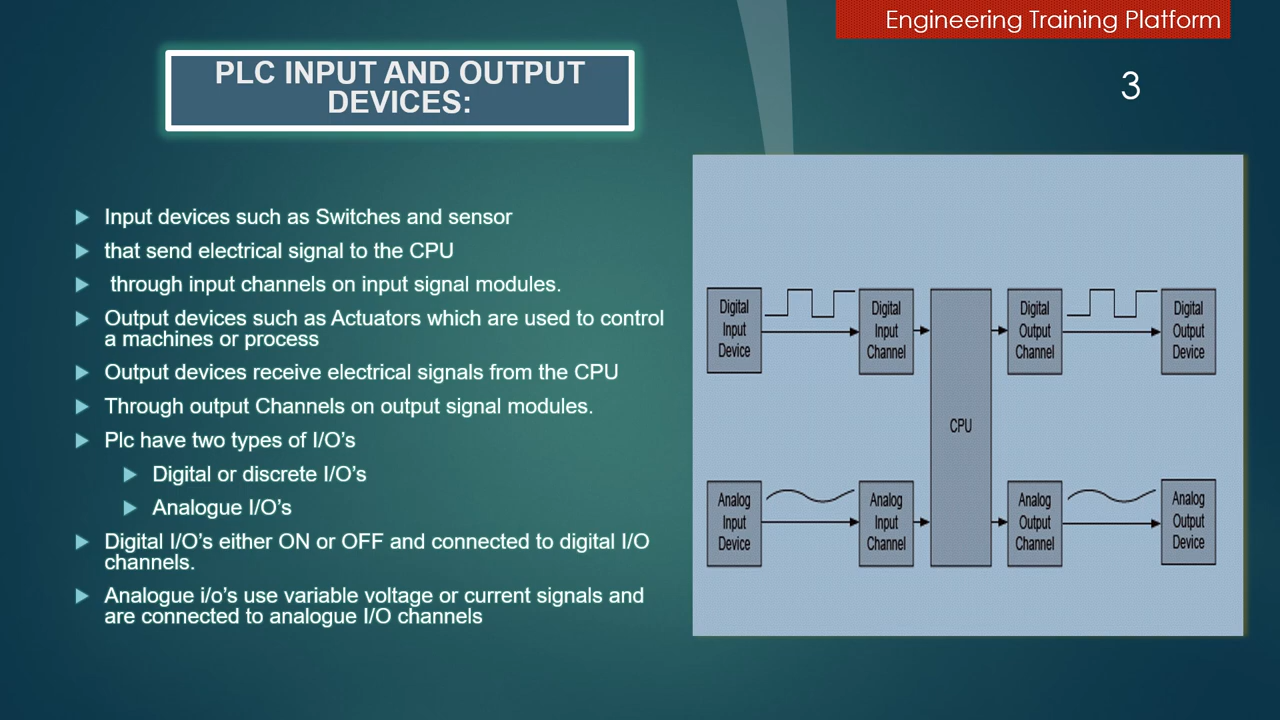 Engineering Training Platform
PLC INPUT AND OUTPUT
DEVICES:
3
Input devices such as Switches and sensor
that send electrical signal to the CPU
through input channels on input signal modules.
Output devices such as Actuators which are used to control
a machines or process
Output devices receive electrical signals from the CPU
Through output Channels on output signal modules.
Plc have two types of I/O’s
Digital or discrete I/O’s
Analogue I/O’s
Digital I/O’s either ON or OFF and connected to digital I/O
channels.
Analogue i/o’s use variable voltage or current signals and
are connected to analogue I/O channels
Digital
Input
Device
Digital
Input
Channel
CPU
Digital
Output
Channel
Digital
Output
Device
Analog
Input
Device
Analog
Input
Channel
Analog
Output
Channel
Analog
Output
Device